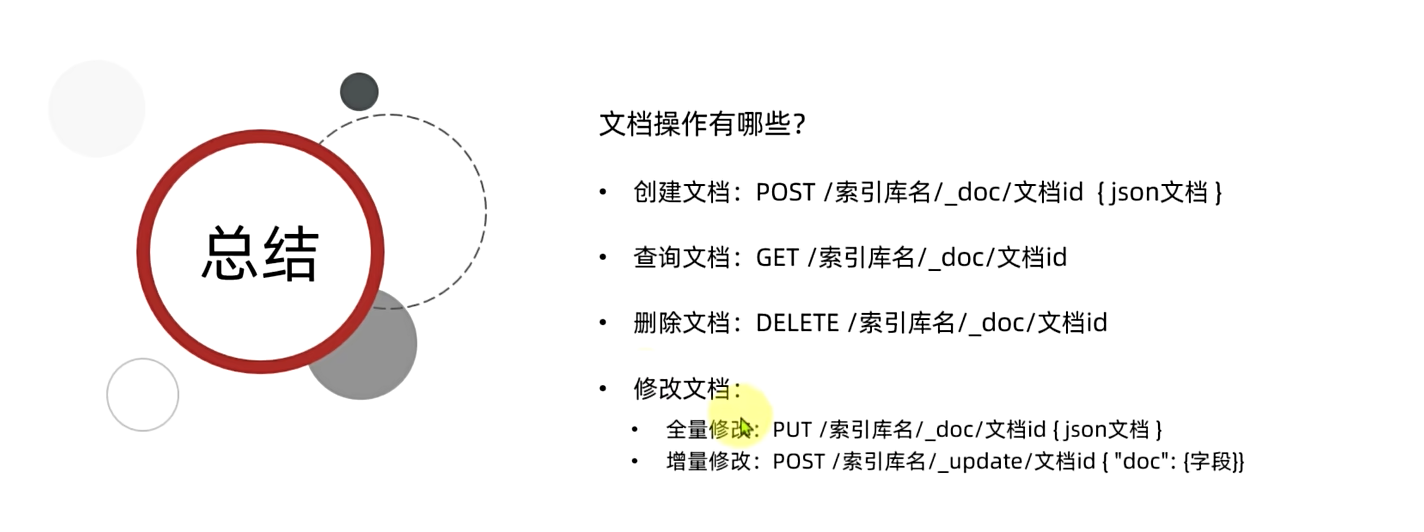 总结
文档操作有哪些？
• 创建文档：POST /索引库名/_doc/文档id { json文档 }
• 查询文档：GET /索引库名/_doc/文档id
• 删除文档：DELETE /索引库名/_doc/文档id
• 修改文档：
• 全量修改：PUT /索引库名/_doc/文档id { json文档 }
• 增量修改：POST /索引库名/_update/文档id { "doc": {字段}}